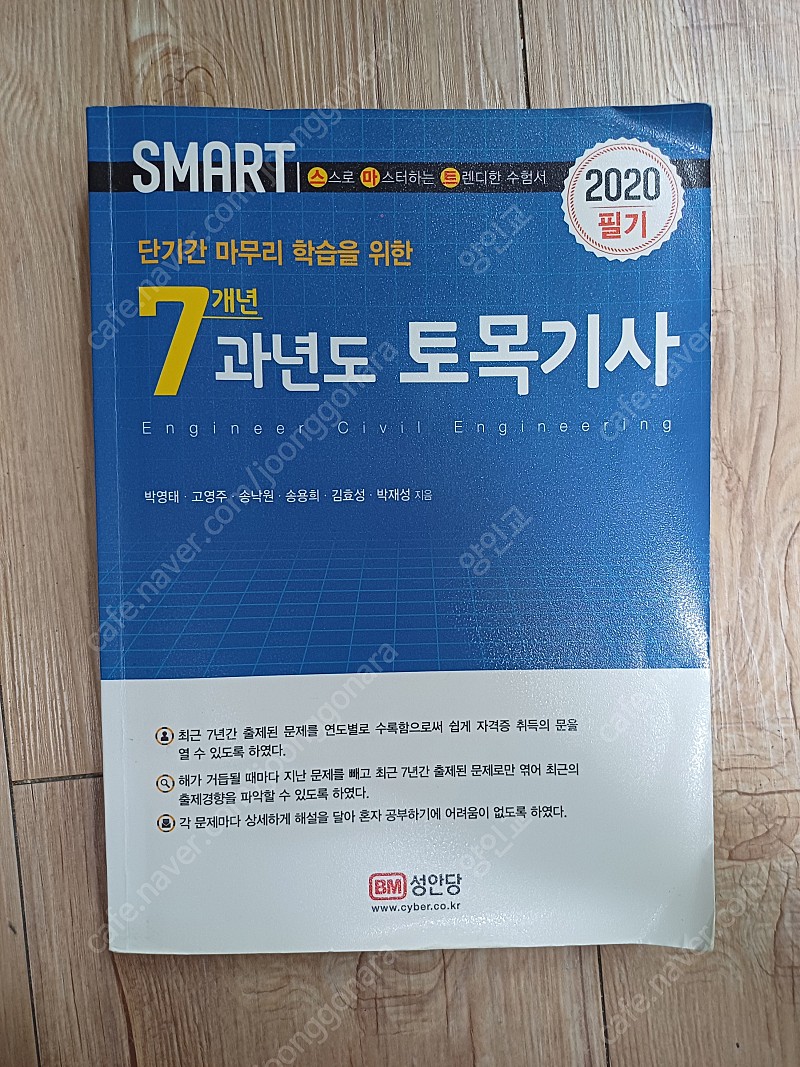 SMART 스스로 마스터하는 트렌디한 수험서
2020
필기
단기간 마무리 학습을 위한
7개년 과년도 토목기사
Engineer Civil Engineering
박영태 · 고영주 · 송낙원 · 송용희 · 김효성 · 박재성 지음
최근 7년간 출제된 문제를 연도별로 수록함으로써 쉽게 자격증 취득의 문을
열 수 있도록 하였다.
해가 거듭될 때마다 지난 문제를 빼고 최근 7년간 출제된 문제로만 엮어 최근의
출제경향을 파악할 수 있도록 하였다.
각 문제마다 상세하게 해설을 달아 혼자 공부하기에 어려움이 없도록 하였다.
BM 성안당
www.cyber.co.kr
cafe.naver.com/joonggonara
양인교